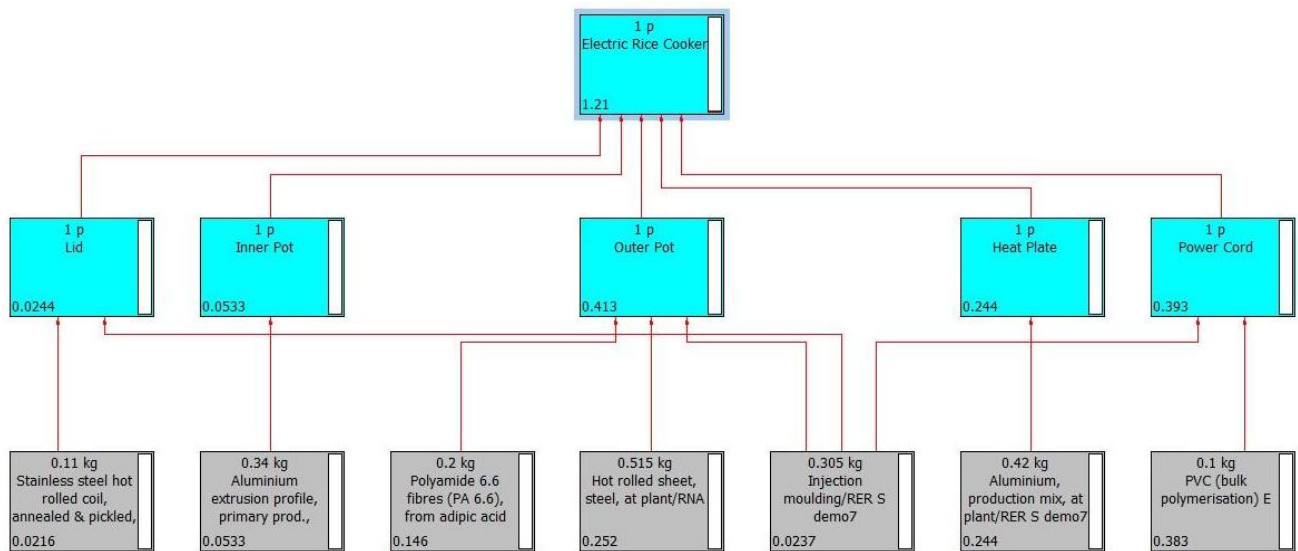 1 p
Electric Rice Cooker
1.21
1 p
Lid
0.0244
1 p
Inner Pot
0.0533
1 p
Outer Pot
0.413
1 p
Heat Plate
0.244
1 p
Power Cord
0.393
0.11 kg
Stainless steel hot
rolled coil,
annealed & pickled,
0.0216
0.34 kg
Aluminium
extrusion profile,
primary prod.,
0.0533
0.2 kg
Polyamide 6.6
fibres (PA 6.6),
from adipic acid
0.146
0.515 kg
Hot rolled sheet,
steel, at plant/RNA
0.252
0.305 kg
Injection
moulding/RER S
demo7
0.0237
0.42 kg
Aluminium,
production mix, at
plant/RER S demo7
0.244
0.1 kg
PVC (bulk
polymerisation) E
0.383